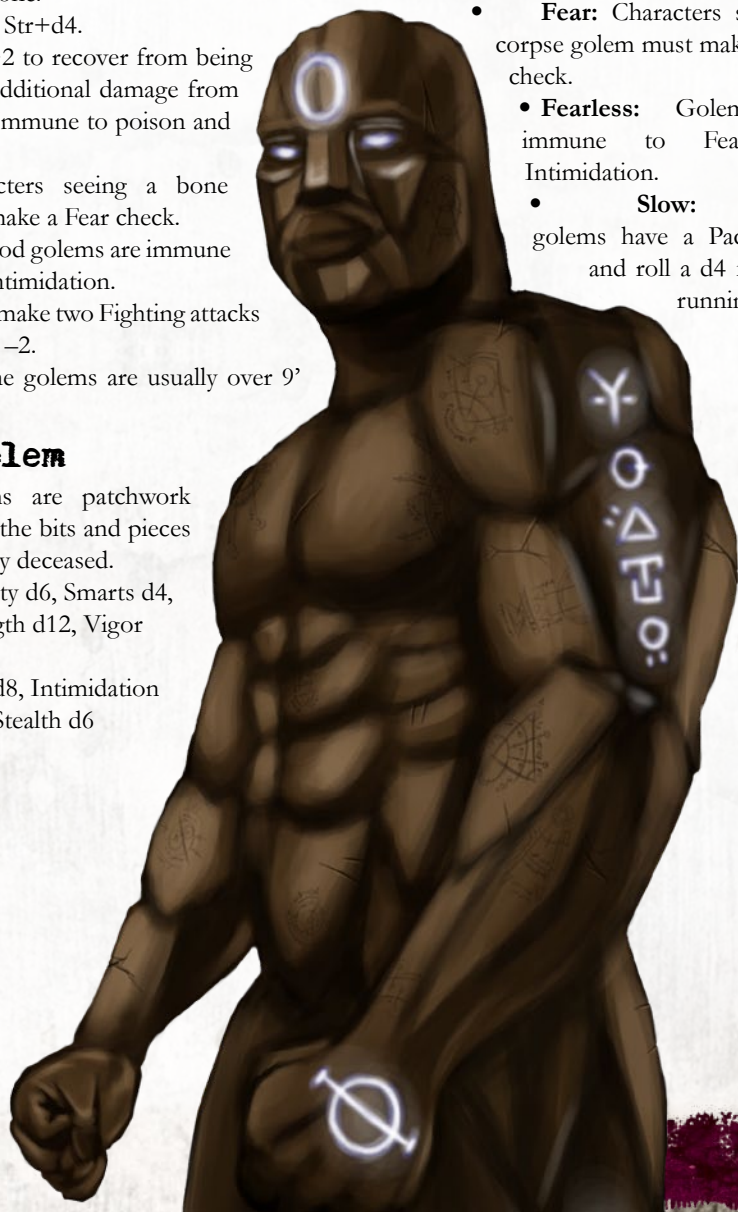 one.
Str+d4.
2 to recover from being
dditional damage from
mmune to poison and
cters seeing a bone
make a Fear check.
od golems are immune
ntimidation.
make two Fighting attacks
–2.
ne golems are usually over 9’
lem
ns are patchwork
the bits and pieces
y deceased.
ty d6, Smarts d4,
gth d12, Vigor
d8, Intimidation
Stealth d6
• Fear: Characters s
corpse golem must mak
check.
• Fearless: Golem
immune to Fea
Intimidation.
• Slow:
golems have a Pac
and roll a d4
runnin